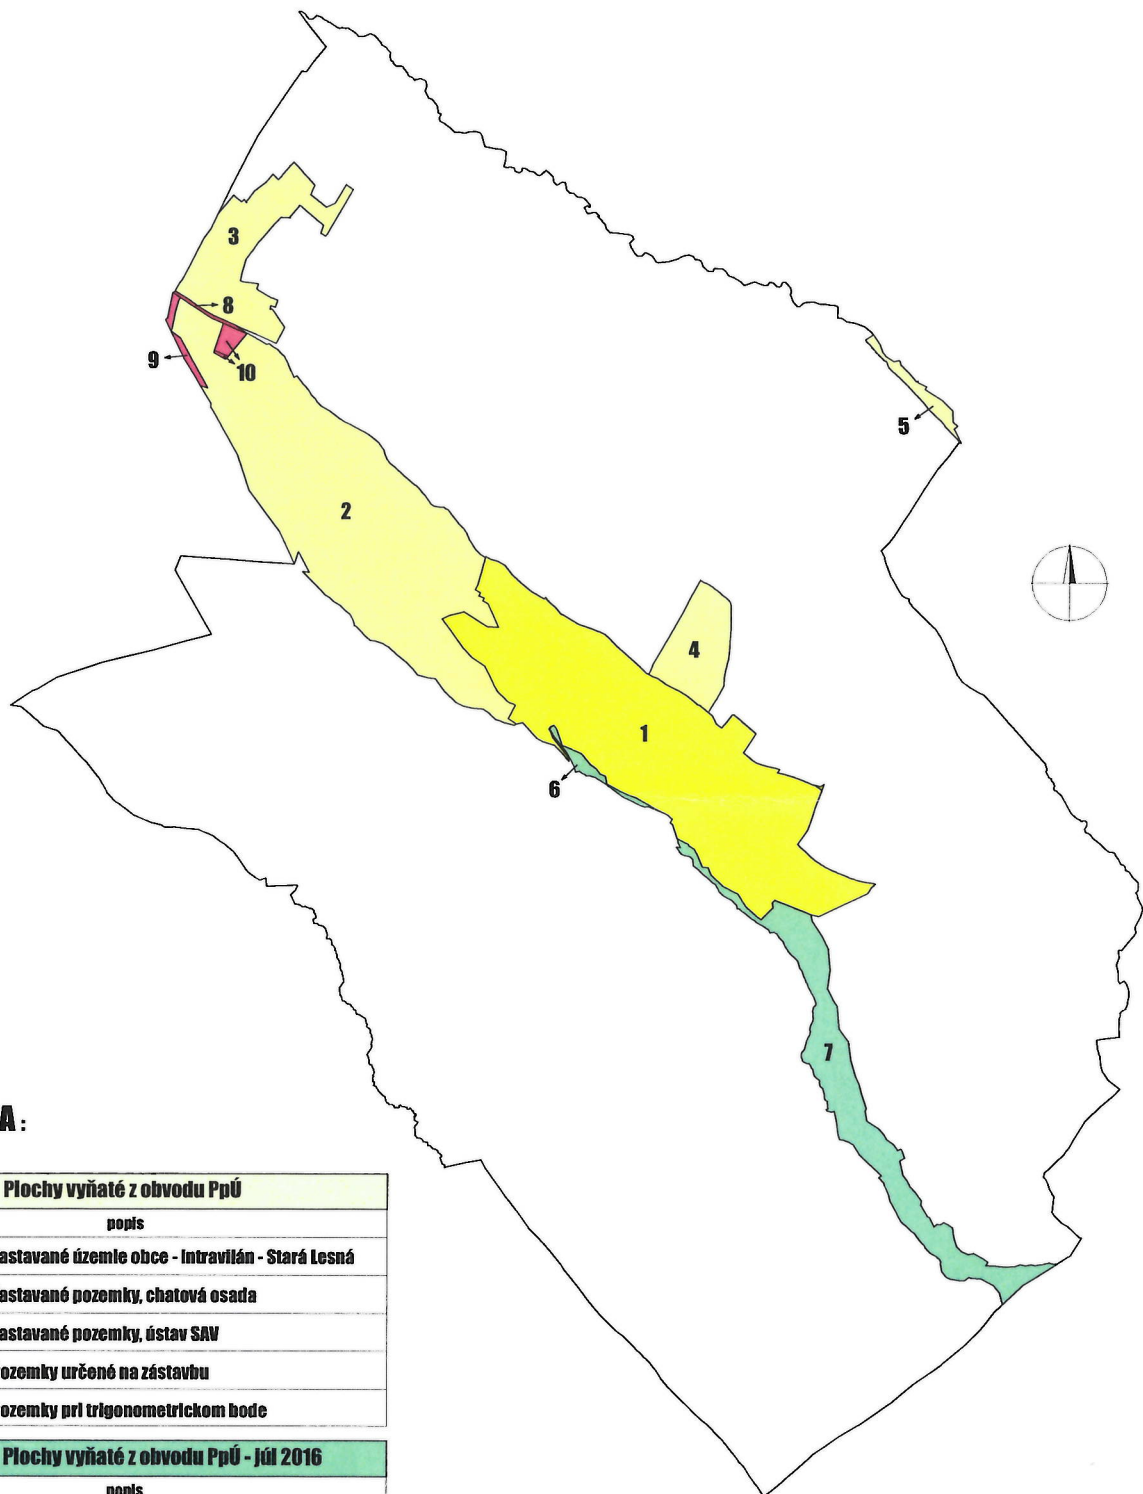 3
8
9
10
5
2
4
1
6
7
A:
Plochy vyňaté z obvodu PpÚ
popis
astavané územie obce - Intravilán - Stará Lesná
astavané pozemky, chatová osada
astavané pozemky, ústav SAV
ozemky určené na zástavbu
ozemky pri trigonometrickom bode
Plochy vyňaté z obvodu PpÚ - júl 2016
popis